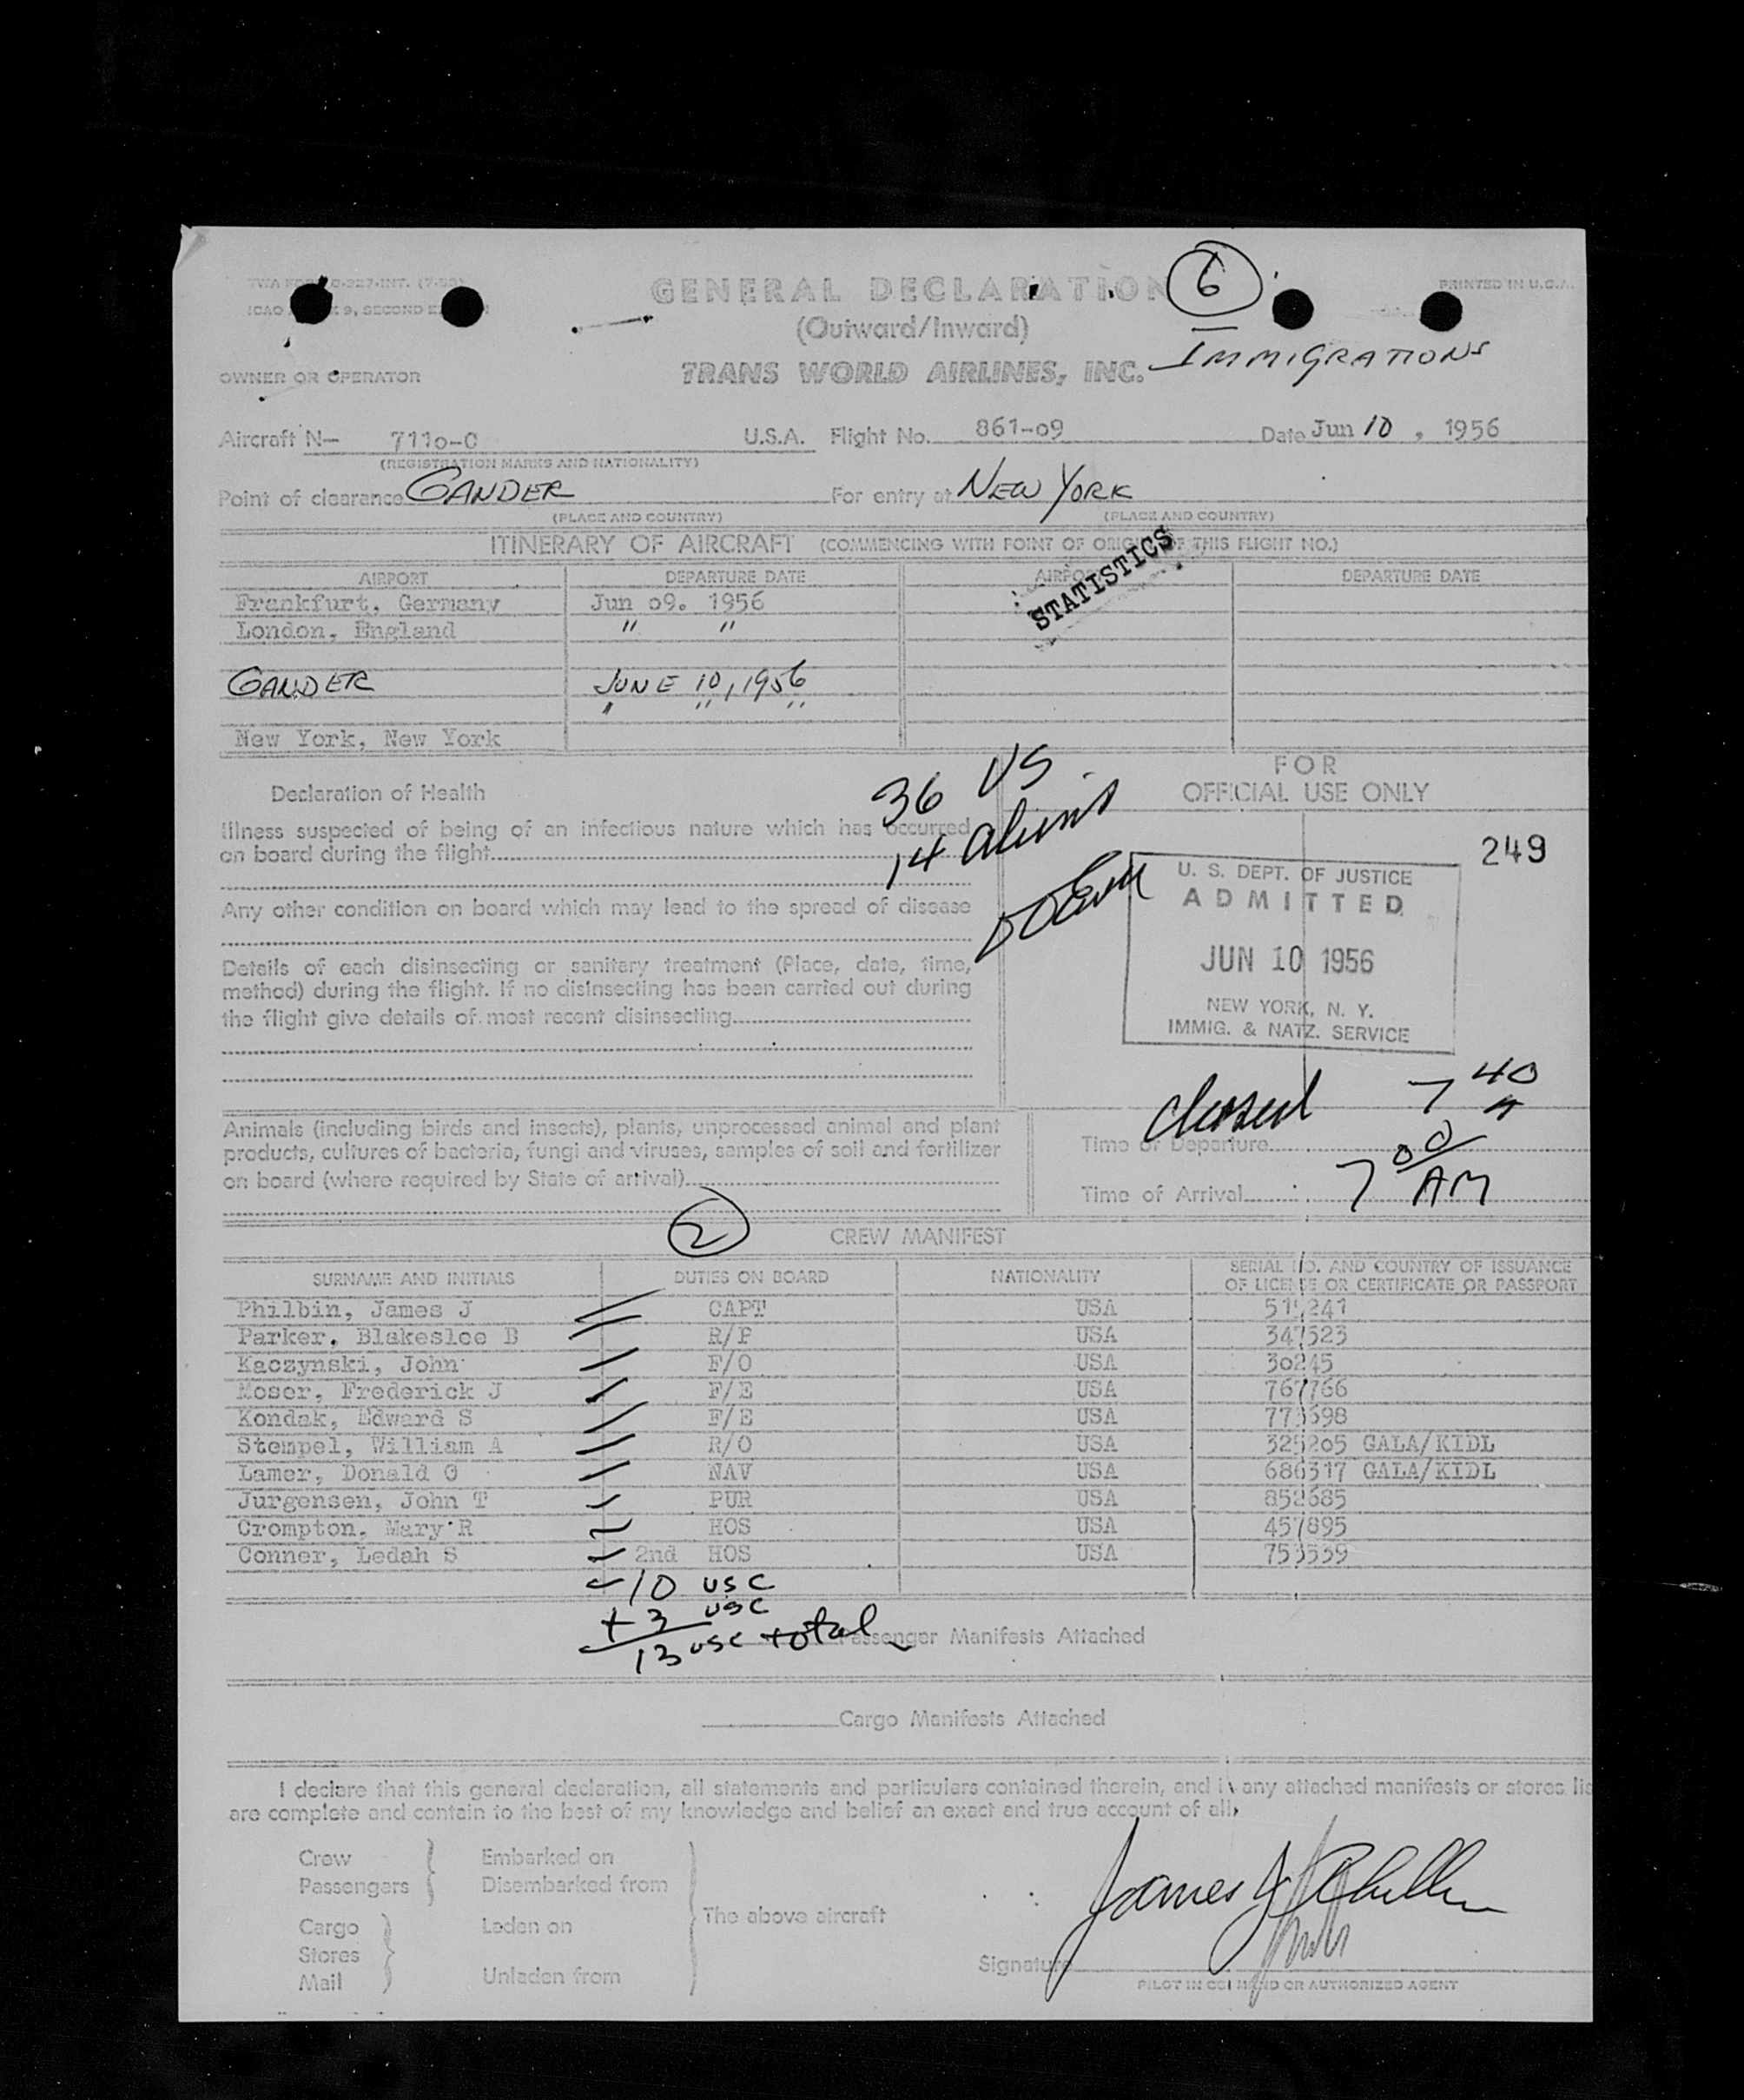 GENERAL DECLARATION
6
PRINTED IN U.S.A.
(Outward/Inward)
IMMIGRATIONS
OWNER OR OPERATOR
TRANS WORLD AIRLINES, INC.
Aircraft N— 7110-C U.S.A. Flight No. 861-09 Date Jun 10, 1956
(REGISTRATION MARKS AND NATIONALITY)
Point of clearance GANDER For entry at NEW YORK
(PLACE AND COUNTRY) (PLACE AND COUNTRY)
ITINERARY OF AIRCRAFT (COMMENCING WITH POINT OF ORIGIN OF THIS FLIGHT NO.)
STATISTICS
AIRPORT DEPARTURE DATE AIRPORT DEPARTURE DATE
Frankfurt, Germany Jun 09. 1956
London, England " "
GANDER JUNE 10, 1956
" " "
New York, New York
36 US
14 aliens
FOR
OFFICIAL USE ONLY
249
Declaration of Health
Illness suspected of being of an infectious nature which has occurred
on board during the flight
Any other condition on board which may lead to the spread of disease
Details of each disinsecting or sanitary treatment (Place, date, time,
method) during the flight. If no disinsecting has been carried out during
the flight give details of most recent disinsecting
U. S. DEPT. OF JUSTICE
ADMITTED
JUN 10 1956
NEW YORK, N. Y.
IMMIG. & NATZ. SERVICE
Animals (including birds and insects), plants, unprocessed animal and plant
products, cultures of bacteria, fungi and viruses, samples of soil and fertilizer
on board (where required by State of arrival)
closed 7 40 A
Time of Departure
Time of Arrival 7 00 AM
2
CREW MANIFEST
SURNAME AND INITIALS DUTIES ON BOARD NATIONALITY SERIAL NO. AND COUNTRY OF ISSUANCE
OF LICENSE OR CERTIFICATE OR PASSPORT
Philbin, James J CAPT USA
Parker, Blakeslee B R/P USA 347523
Kaczynski, John F/O USA 30245
Moser, Frederick J F/E USA 767766
Kondak, Edward S F/E USA
Stempel, William A R/O USA 325205 GALA/KIDL
Lamer, Donald G NAV USA 686317 GALA/KIDL
Jurgensen, John T PUR USA 852685
Crompton, Mary R HOS USA 457895
Conner, Ledah S 2nd HOS USA
10 USC
+3 USC
13 USC total
Passenger Manifests Attached
Cargo Manifests Attached
I declare that this general declaration, all statements and particulars contained therein, and in any attached manifests or stores
are complete and contain to the best of my knowledge and belief an exact and true account of all
Crew
Passengers
Embarked on
Disembarked from
Cargo
Stores
Mail
Laden on
Unladen from
The above aircraft
Signature James J Philbin
PILOT IN COMMAND OR AUTHORIZED AGENT